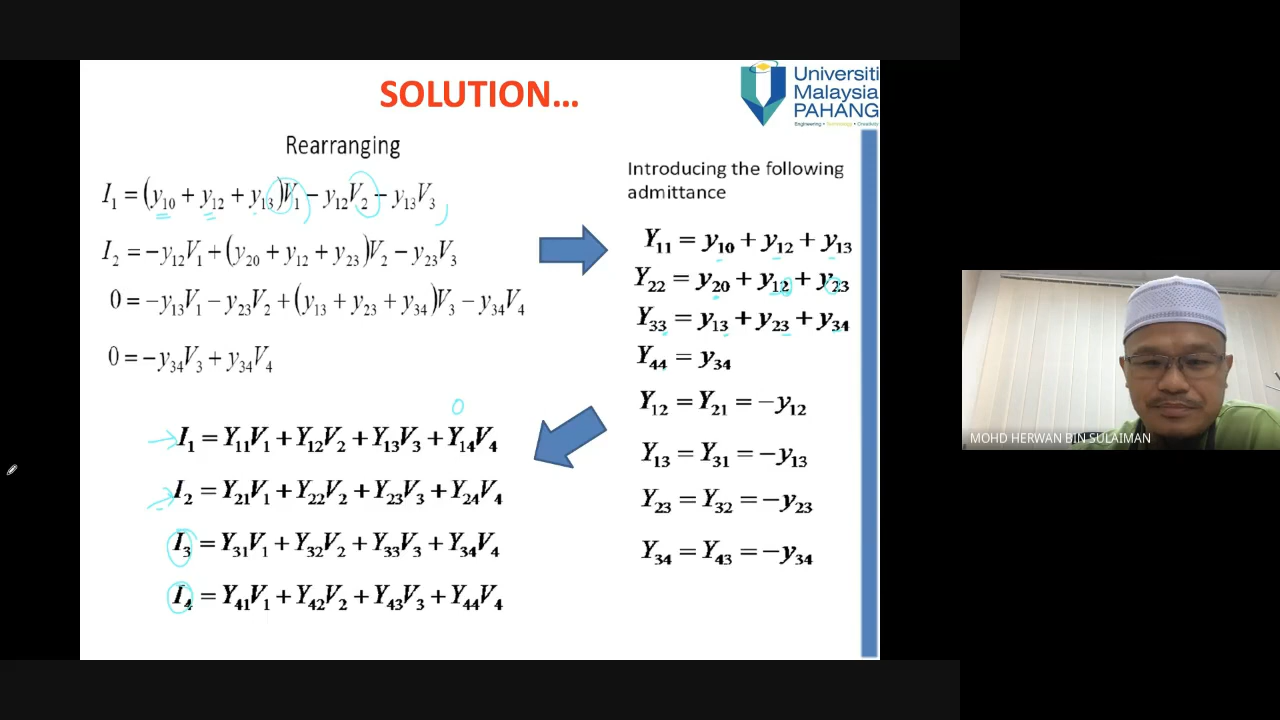 SOLUTION...
Universiti
Malaysia
PAHANG
Engineering • Technology • Creativity
Rearranging
I₁ = (y₁₀ + y₁₂ + y₁₃)V₁ − y₁₂V₂ − y₁₃V₃
I₂ = −y₁₂V₁ + (y₂₀ + y₁₂ + y₂₃)V₂ − y₂₃V₃
0 = −y₁₃V₁ − y₂₃V₂ + (y₁₃ + y₂₃ + y₃₄)V₃ − y₃₄V₄
0 = −y₃₄V₃ + y₃₄V₄
Introducing the following
admittance
Y₁₁ = y₁₀ + y₁₂ + y₁₃
Y₂₂ = y₂₀ + y₁₂ + y₂₃
Y₃₃ = y₁₃ + y₂₃ + y₃₄
Y₄₄ = y₃₄
Y₁₂ = Y₂₁ = −y₁₂
Y₁₃ = Y₃₁ = −y₁₃
Y₂₃ = Y₃₂ = −y₂₃
Y₃₄ = Y₄₃ = −y₃₄
0
I₁ = Y₁₁V₁ + Y₁₂V₂ + Y₁₃V₃ + Y₁₄V₄
I₂ = Y₂₁V₁ + Y₂₂V₂ + Y₂₃V₃ + Y₂₄V₄
I₃ = Y₃₁V₁ + Y₃₂V₂ + Y₃₃V₃ + Y₃₄V₄
I₄ = Y₄₁V₁ + Y₄₂V₂ + Y₄₃V₃ + Y₄₄V₄
MOHD HERWAN BIN SULAIMAN